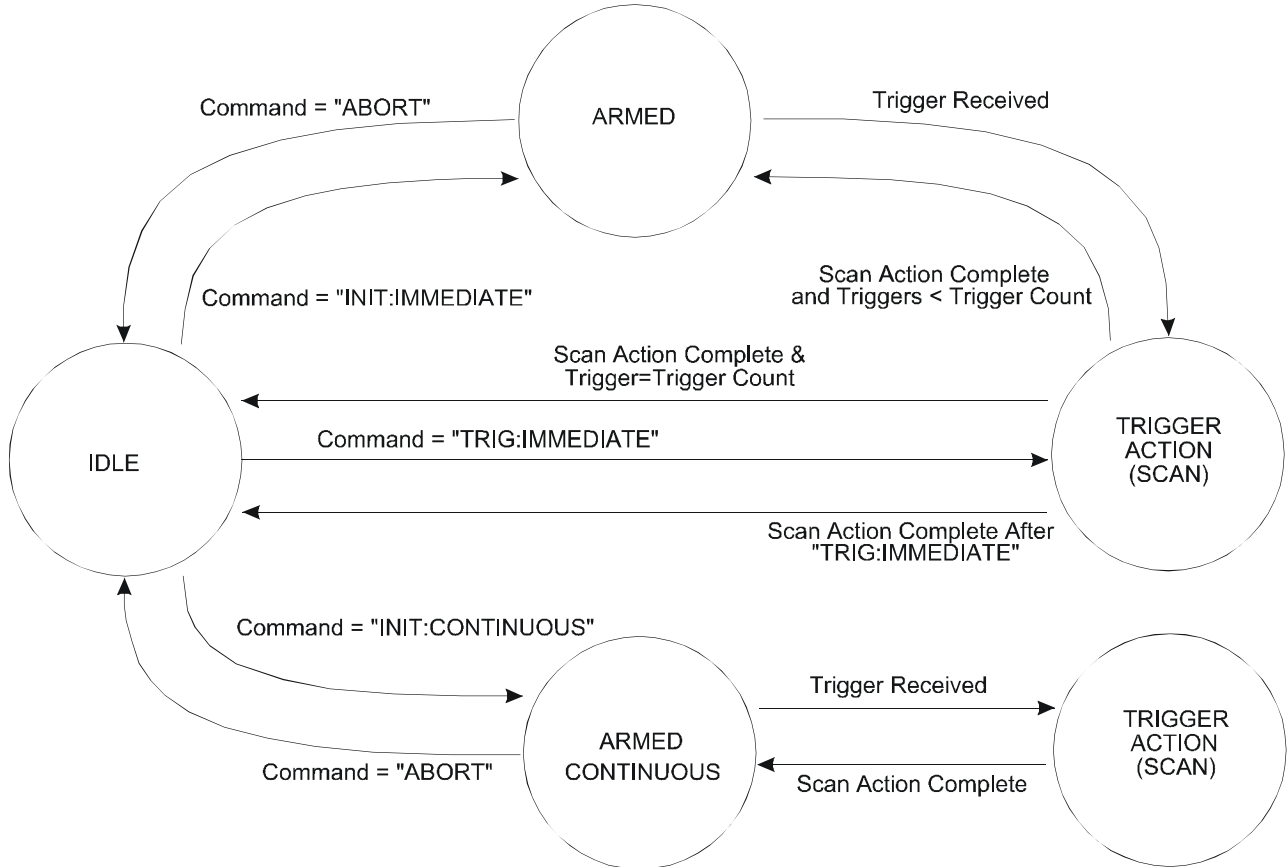 Command = "ABORT"
ARMED
Trigger Received
Command = "INIT:IMMEDIATE"
Scan Action Complete
and Triggers < Trigger Count
Scan Action Complete &
Trigger=Trigger Count
Command = "TRIG:IMMEDIATE"
IDLE
TRIGGER
ACTION
(SCAN)
Scan Action Complete After
"TRIG:IMMEDIATE"
Command = "INIT:CONTINUOUS"
Trigger Received
ARMED
CONTINUOUS
TRIGGER
ACTION
(SCAN)
Command = "ABORT"
Scan Action Complete